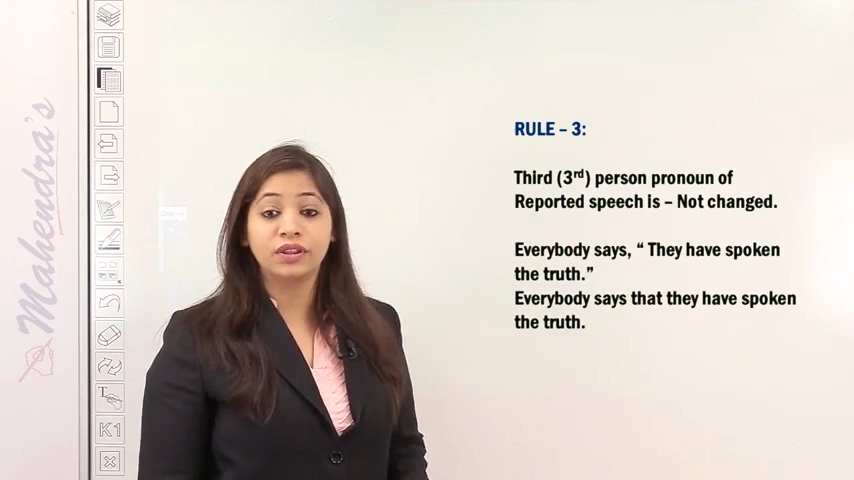 Mahendra's
RULE – 3:
Third (3rd) person pronoun of
Reported speech is – Not changed.
Everybody says, “ They have spoken
the truth.”
Everybody says that they have spoken
the truth.
T
K1